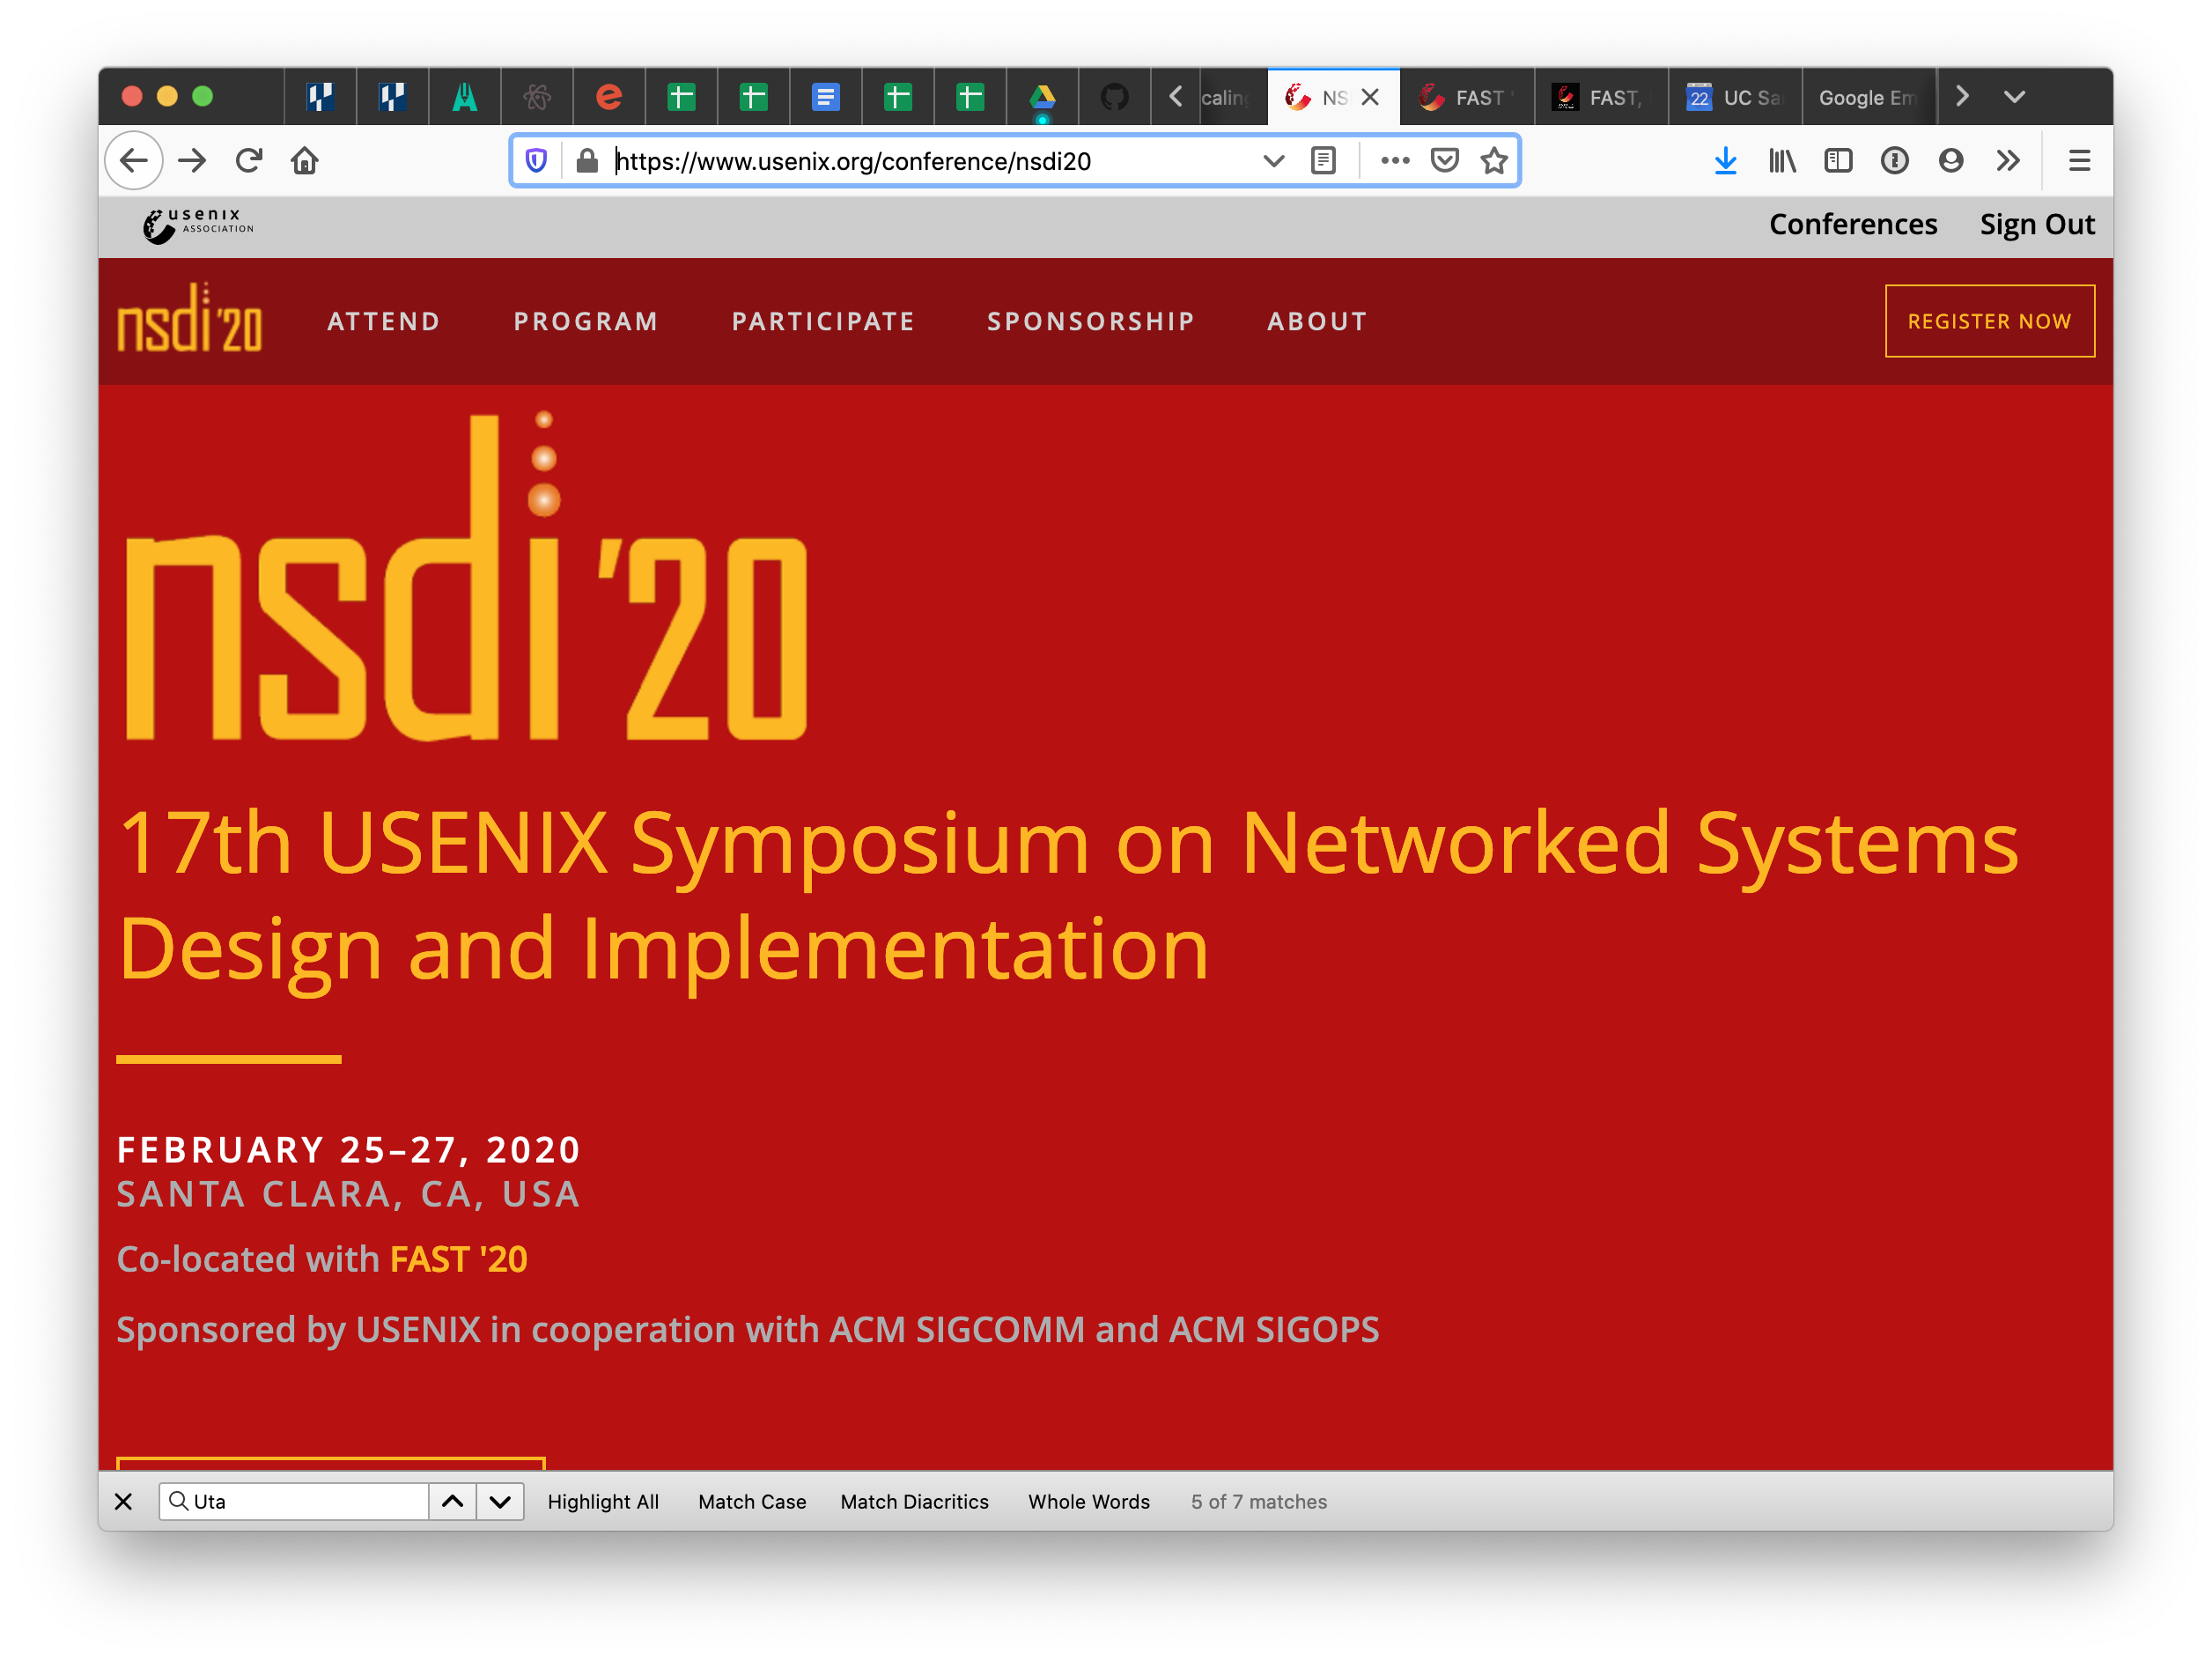 NS
FAST '
FAST,
22
UC Sa
Google Em
https://www.usenix.org/conference/nsdi20
usenix
ASSOCIATION
Conferences
Sign Out
nsdi '20
ATTEND
PROGRAM
PARTICIPATE
SPONSORSHIP
ABOUT
REGISTER NOW
nsdi '20
17th USENIX Symposium on Networked Systems
Design and Implementation
FEBRUARY 25–27, 2020
SANTA CLARA, CA, USA
Co-located with FAST '20
Sponsored by USENIX in cooperation with ACM SIGCOMM and ACM SIGOPS
Uta
Highlight All
Match Case
Match Diacritics
Whole Words
5 of 7 matches